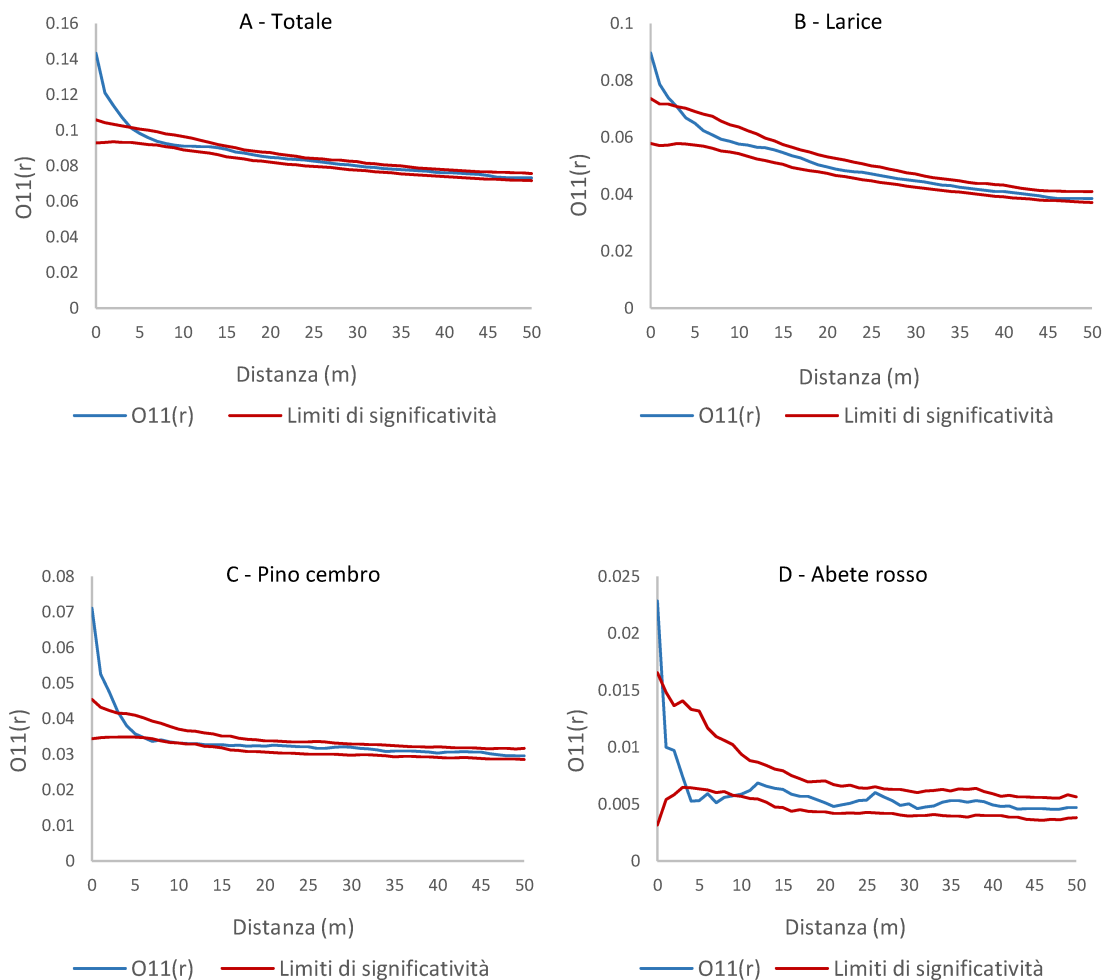 A - Totale
0.16
0.14
0.12
0.1
0.08
0.06
0.04
0.02
0
O11(r)
0 5 10 15 20 25 30 35 40 45 50
Distanza (m)
O11(r) Limiti di significatività
B - Larice
0.1
0.08
0.06
0.04
0.02
0
O11(r)
0 5 10 15 20 25 30 35 40 45 50
Distanza (m)
O11(r) Limiti di significatività
C - Pino cembro
0.08
0.07
0.06
0.05
0.04
0.03
0.02
0.01
0
O11(r)
0 5 10 15 20 25 30 35 40 45 50
Distanza (m)
O11(r) Limiti di significatività
D - Abete rosso
0.025
0.02
0.015
0.01
0.005
0
O11(r)
0 5 10 15 20 25 30 35 40 45 50
Distanza (m)
O11(r) Limiti di significatività